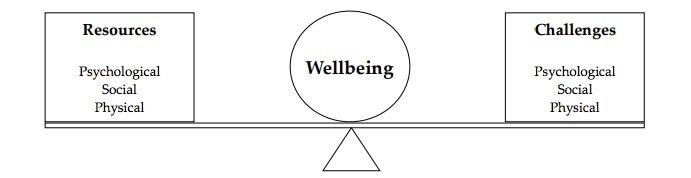 Resources
Psychological
Social
Physical
Wellbeing
Challenges
Psychological
Social
Physical